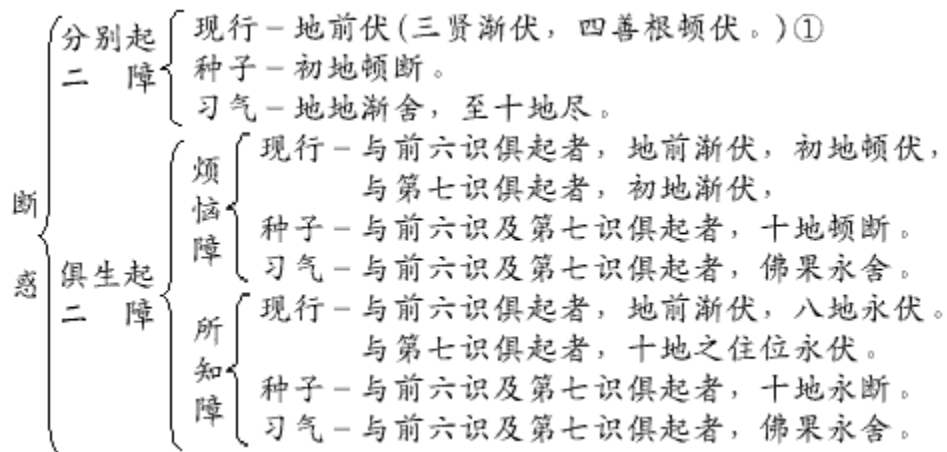 断惑
分别起二障
现行－地前伏(三贤渐伏，四善根顿伏。)①
种子－初地顿断。
习气－地地渐舍，至十地尽。
俱生起二障
烦恼障
现行－与前六识俱起者，地前渐伏，初地顿伏，
与第七识俱起者，初地渐伏，
种子－与前六识及第七识俱起者，十地顿断。
习气－与前六识及第七识俱起者，佛果永舍。
所知障
现行－与前六识俱起者，地前渐伏，八地永伏。
与第七识俱起者，十地之住位永伏。
种子－与前六识及第七识俱起者，十地永断。
习气－与前六识及第七识俱起者，佛果永舍。